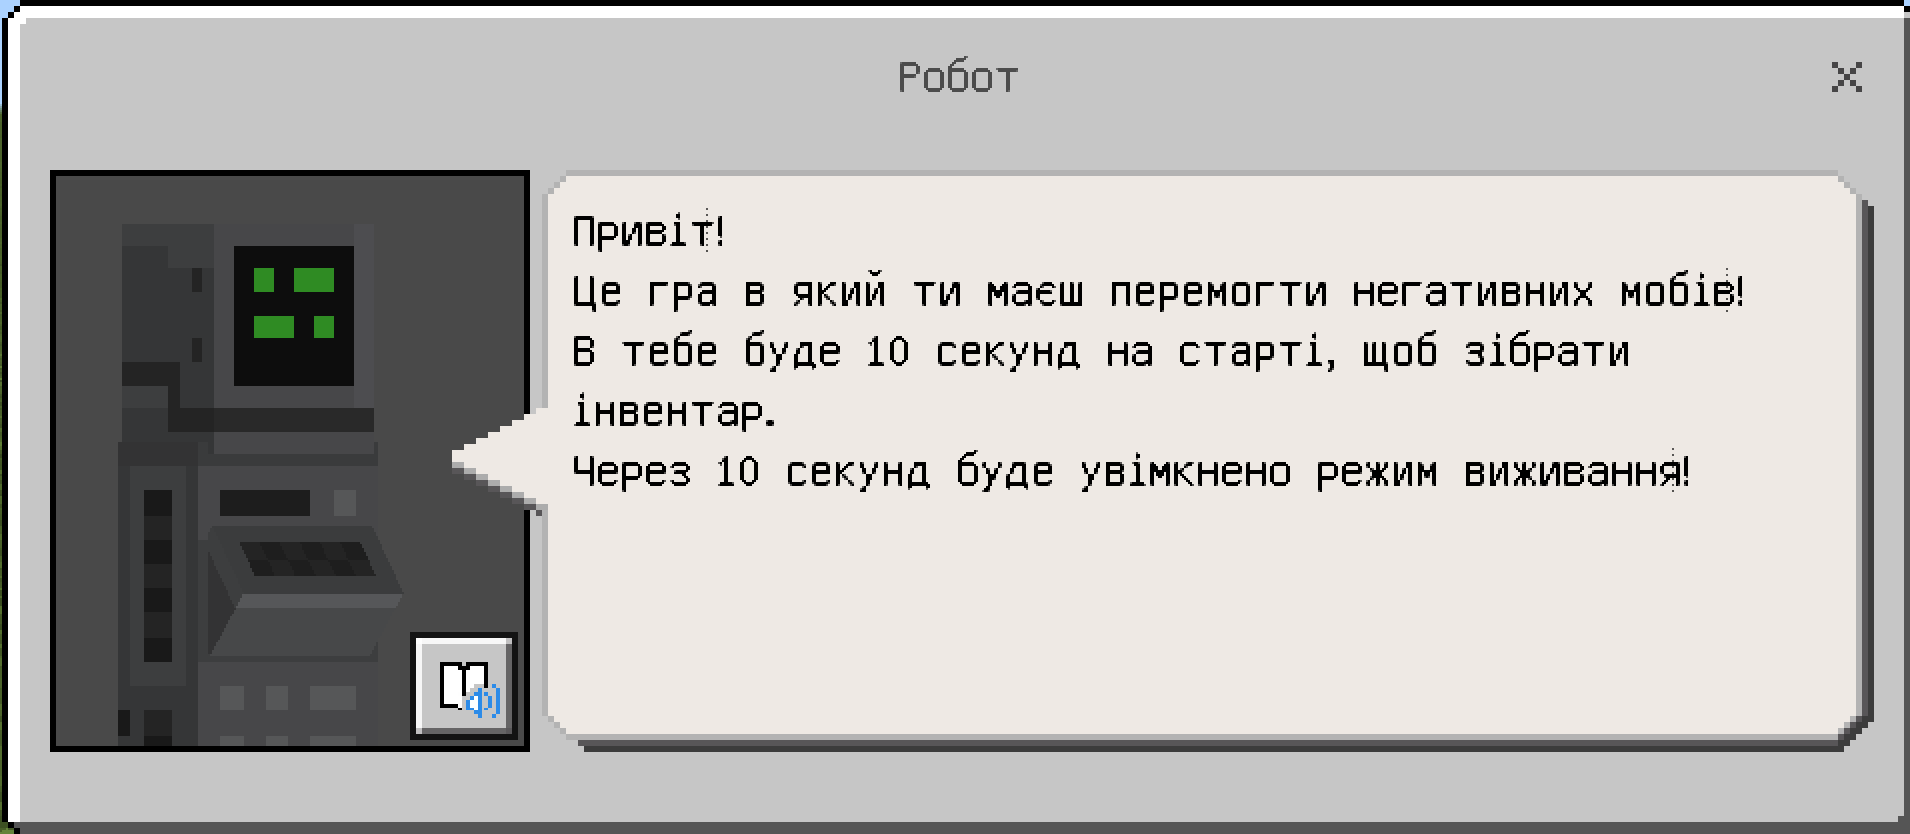 Робот
Привіт!
Це гра в який ти маєш перемогти негативних мобів!
В тебе буде 10 секунд на старті, щоб зібрати
інвентар.
Через 10 секунд буде увімкнено режим виживання!